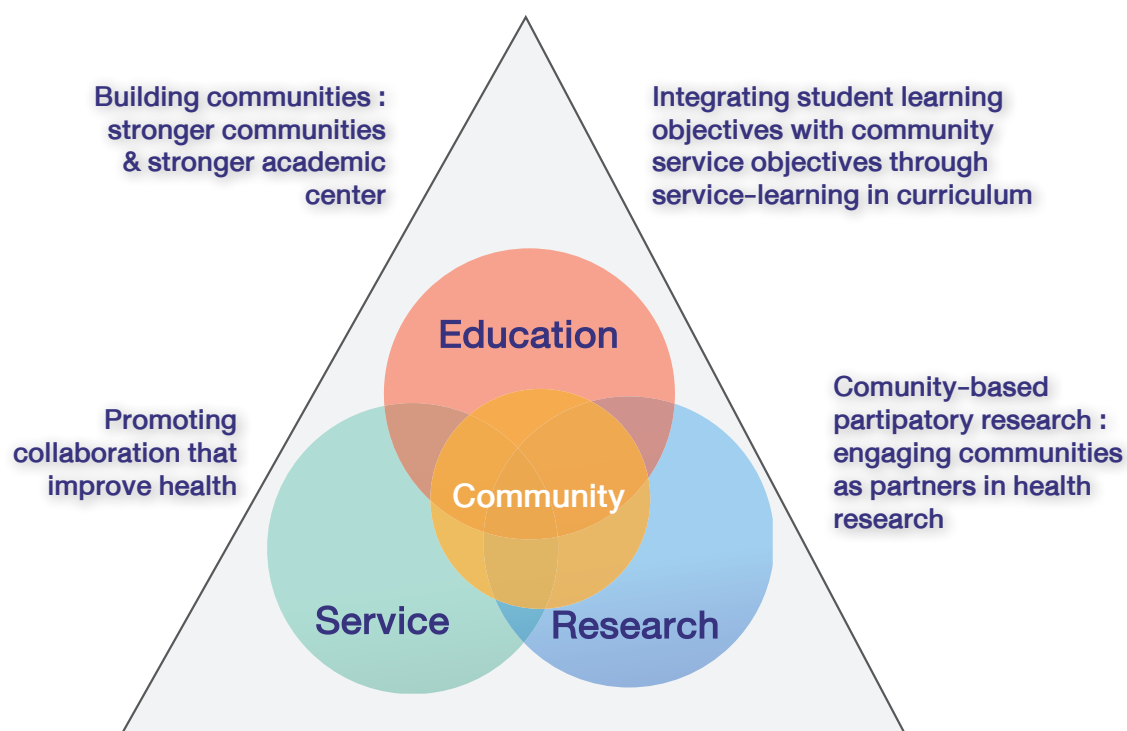 Building communities :
stronger communities
& stronger academic
center
Integrating student learning
objectives with community
service objectives through
service-learning in curriculum
Education
Promoting
collaboration that
improve health
Comunity-based
partipatory research :
engaging communities
as partners in health
research
Community
Service
Research